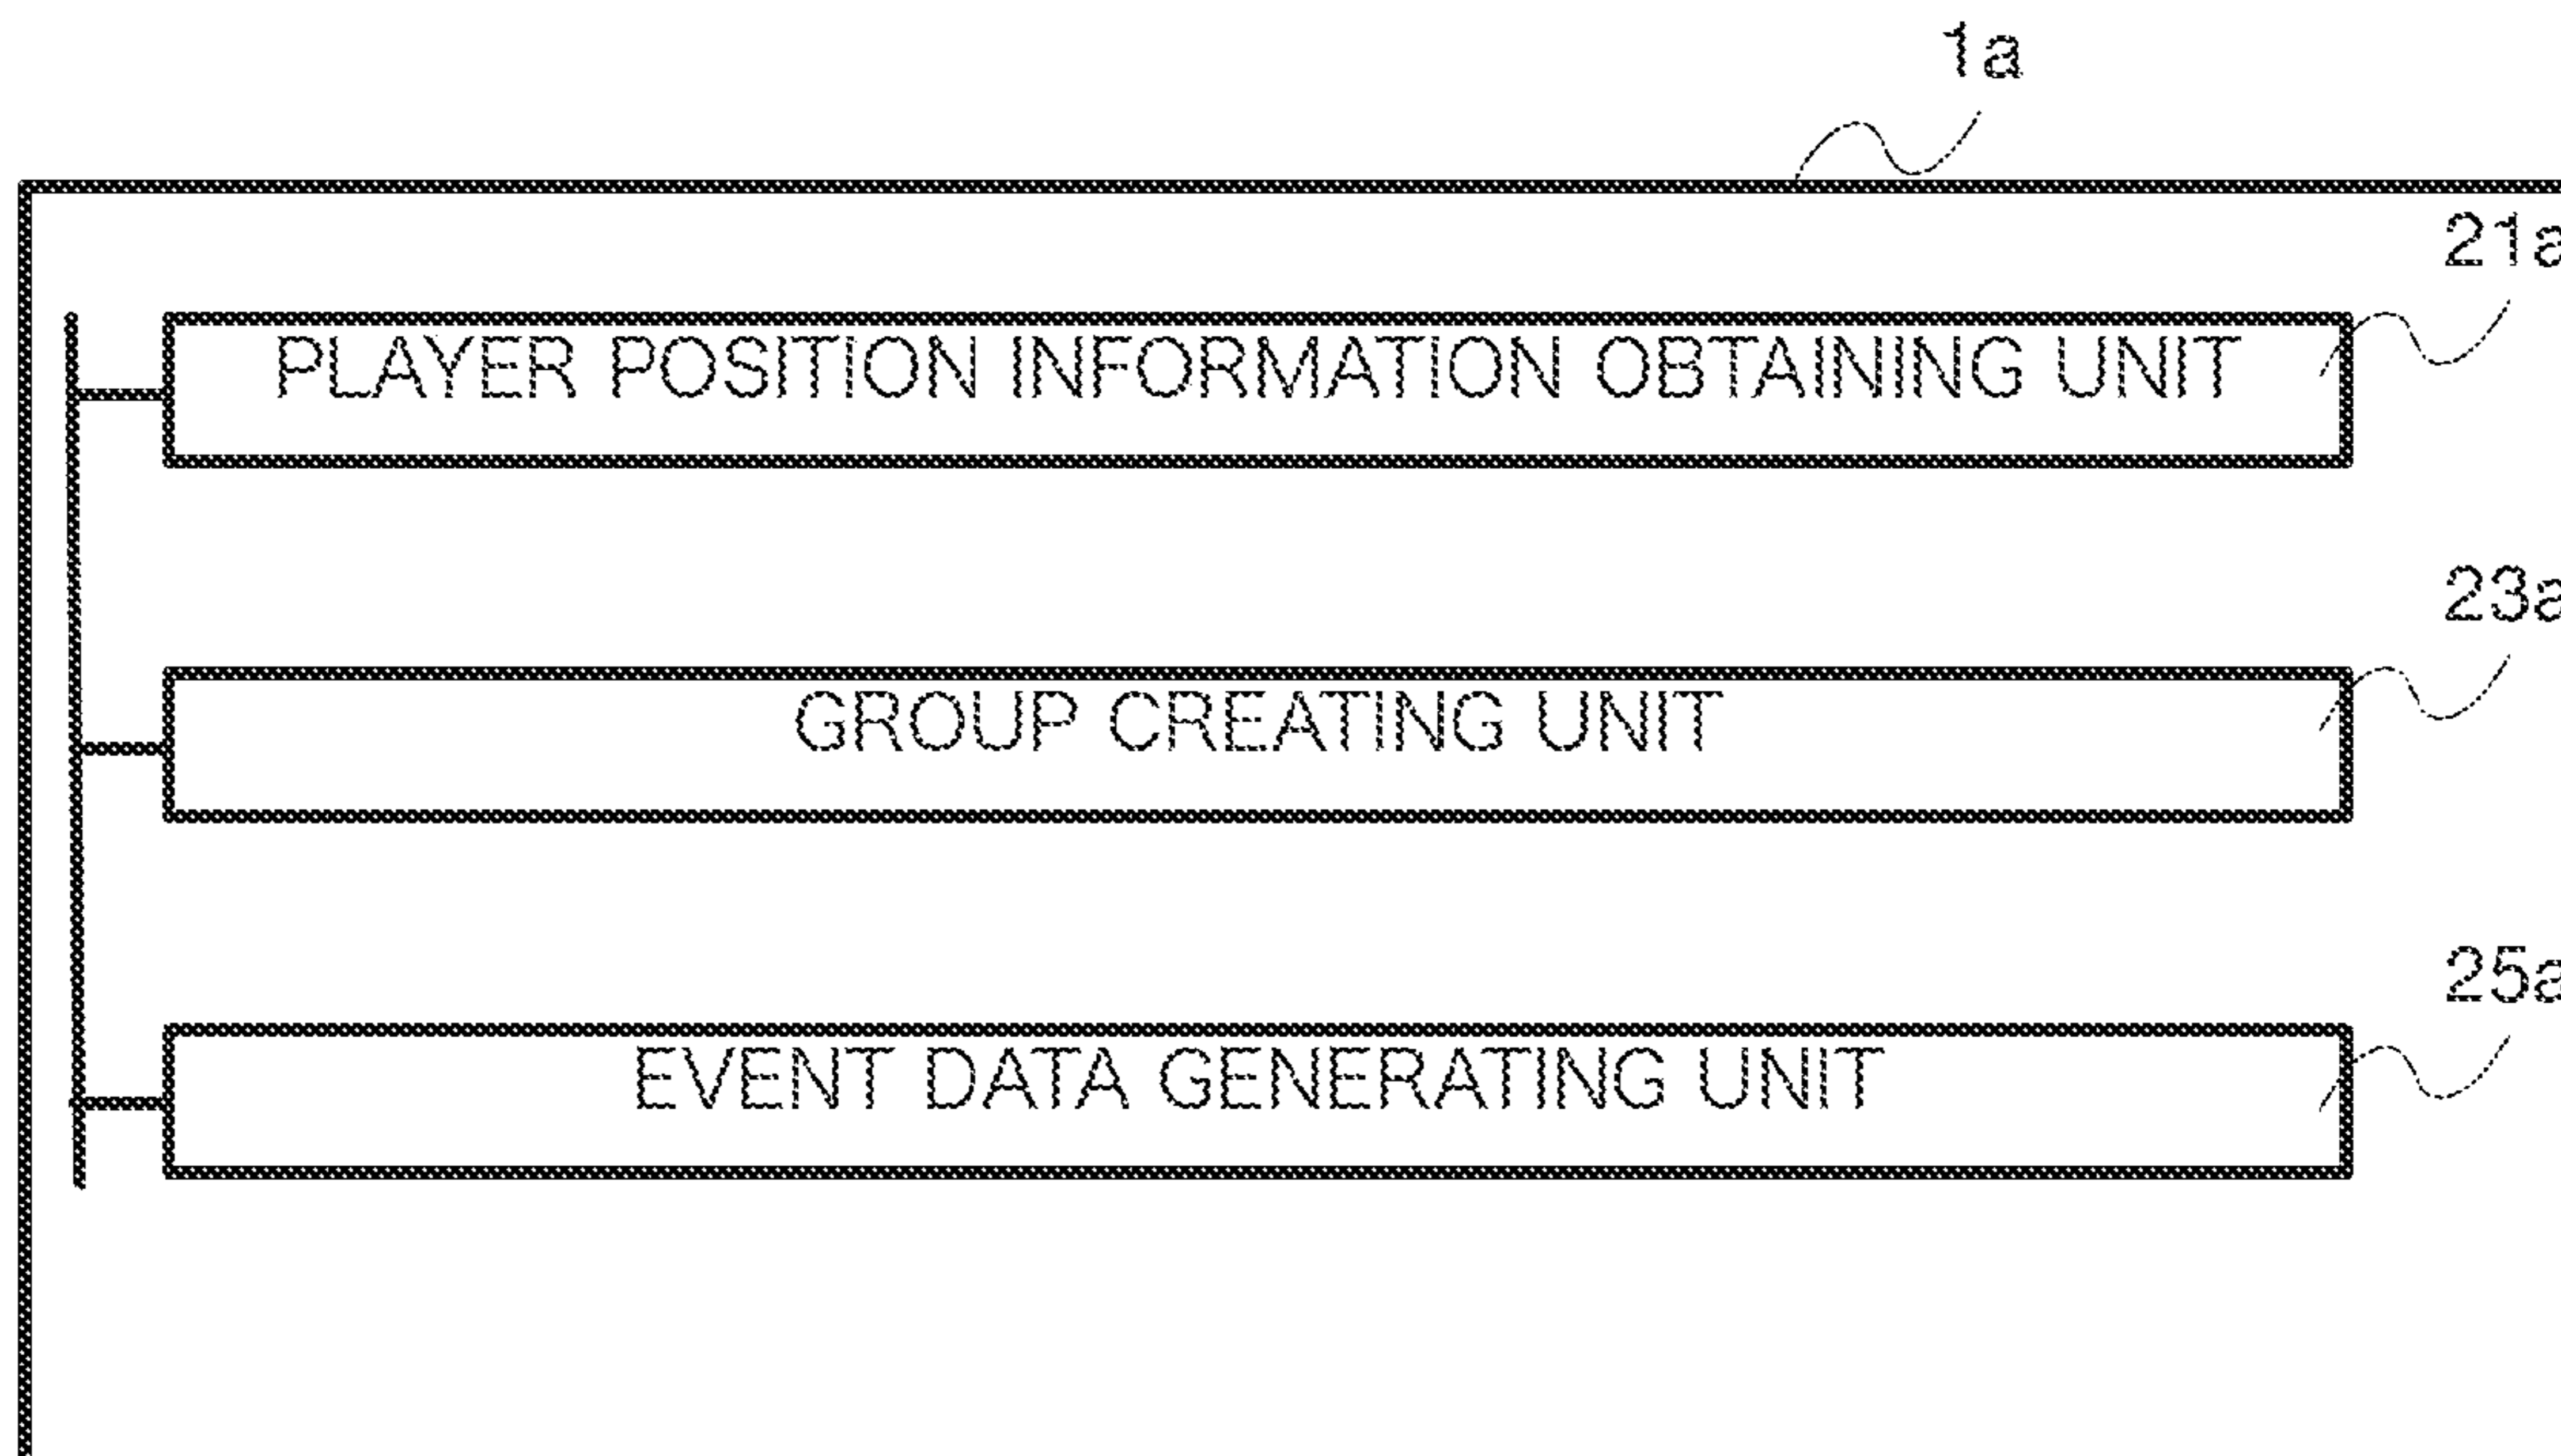 1a
21a
PLAYER POSITION INFORMATION OBTAINING UNIT
23a
GROUP CREATING UNIT
25a
EVENT DATA GENERATING UNIT